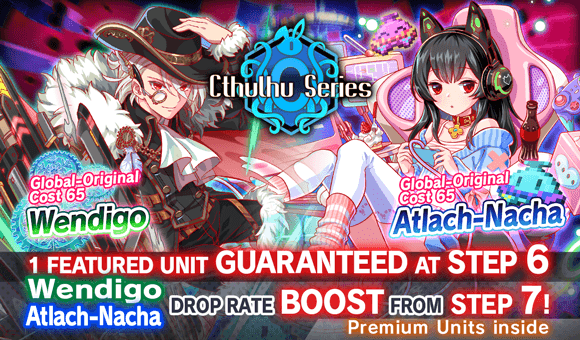 Cthulhu Series
Global-Original
Cost 65
Wendigo
Global-Original
Cost 65
Atlach-Nacha
1 FEATURED UNIT GUARANTEED AT STEP 6
Wendigo
Atlach-Nacha
DROP RATE BOOST FROM STEP 7!
Premium Units inside